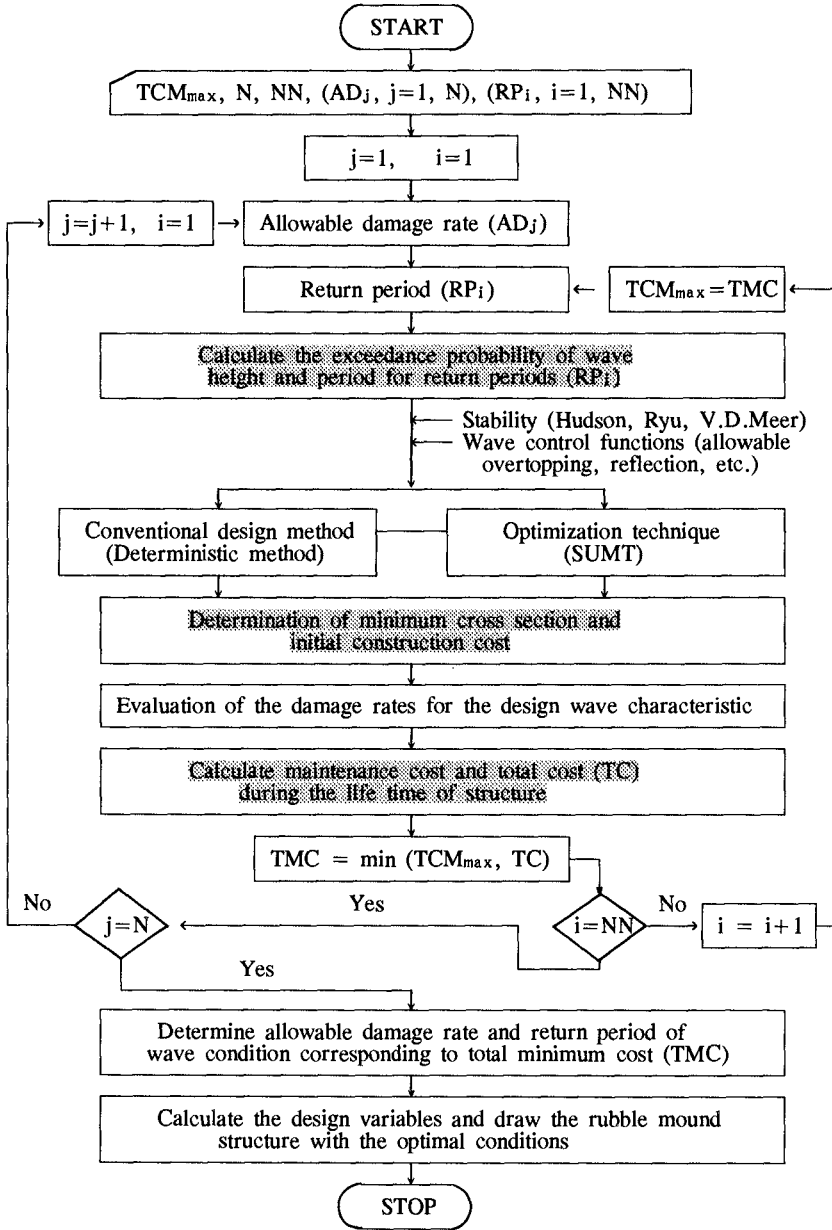 START
TCMmax, N, NN, (ADj, j=1, N), (RPi, i=1, NN)
j=1, i=1
j=j+1, i=1
Allowable damage rate (ADj)
Return period (RPi)
TCMmax=TMC
Calculate the exceedance probability of wave
height and period for return periods (RPi)
Stability (Hudson, Ryu, V.D.Meer)
Wave control functions (allowable
overtopping, reflection, etc.)
Conventional design method
(Deterministic method)
Optimization technique
(SUMT)
Determination of minimum cross section and
initial construction cost
Evaluation of the damage rates for the design wave characteristic
Calculate maintenance cost and total cost (TC)
during the life time of structure
TMC = min (TCMmax, TC)
No
j=N
Yes
i=NN
No
i = i+1
Yes
Determine allowable damage rate and return period of
wave condition corresponding to total minimum cost (TMC)
Calculate the design variables and draw the rubble mound
structure with the optimal conditions
STOP